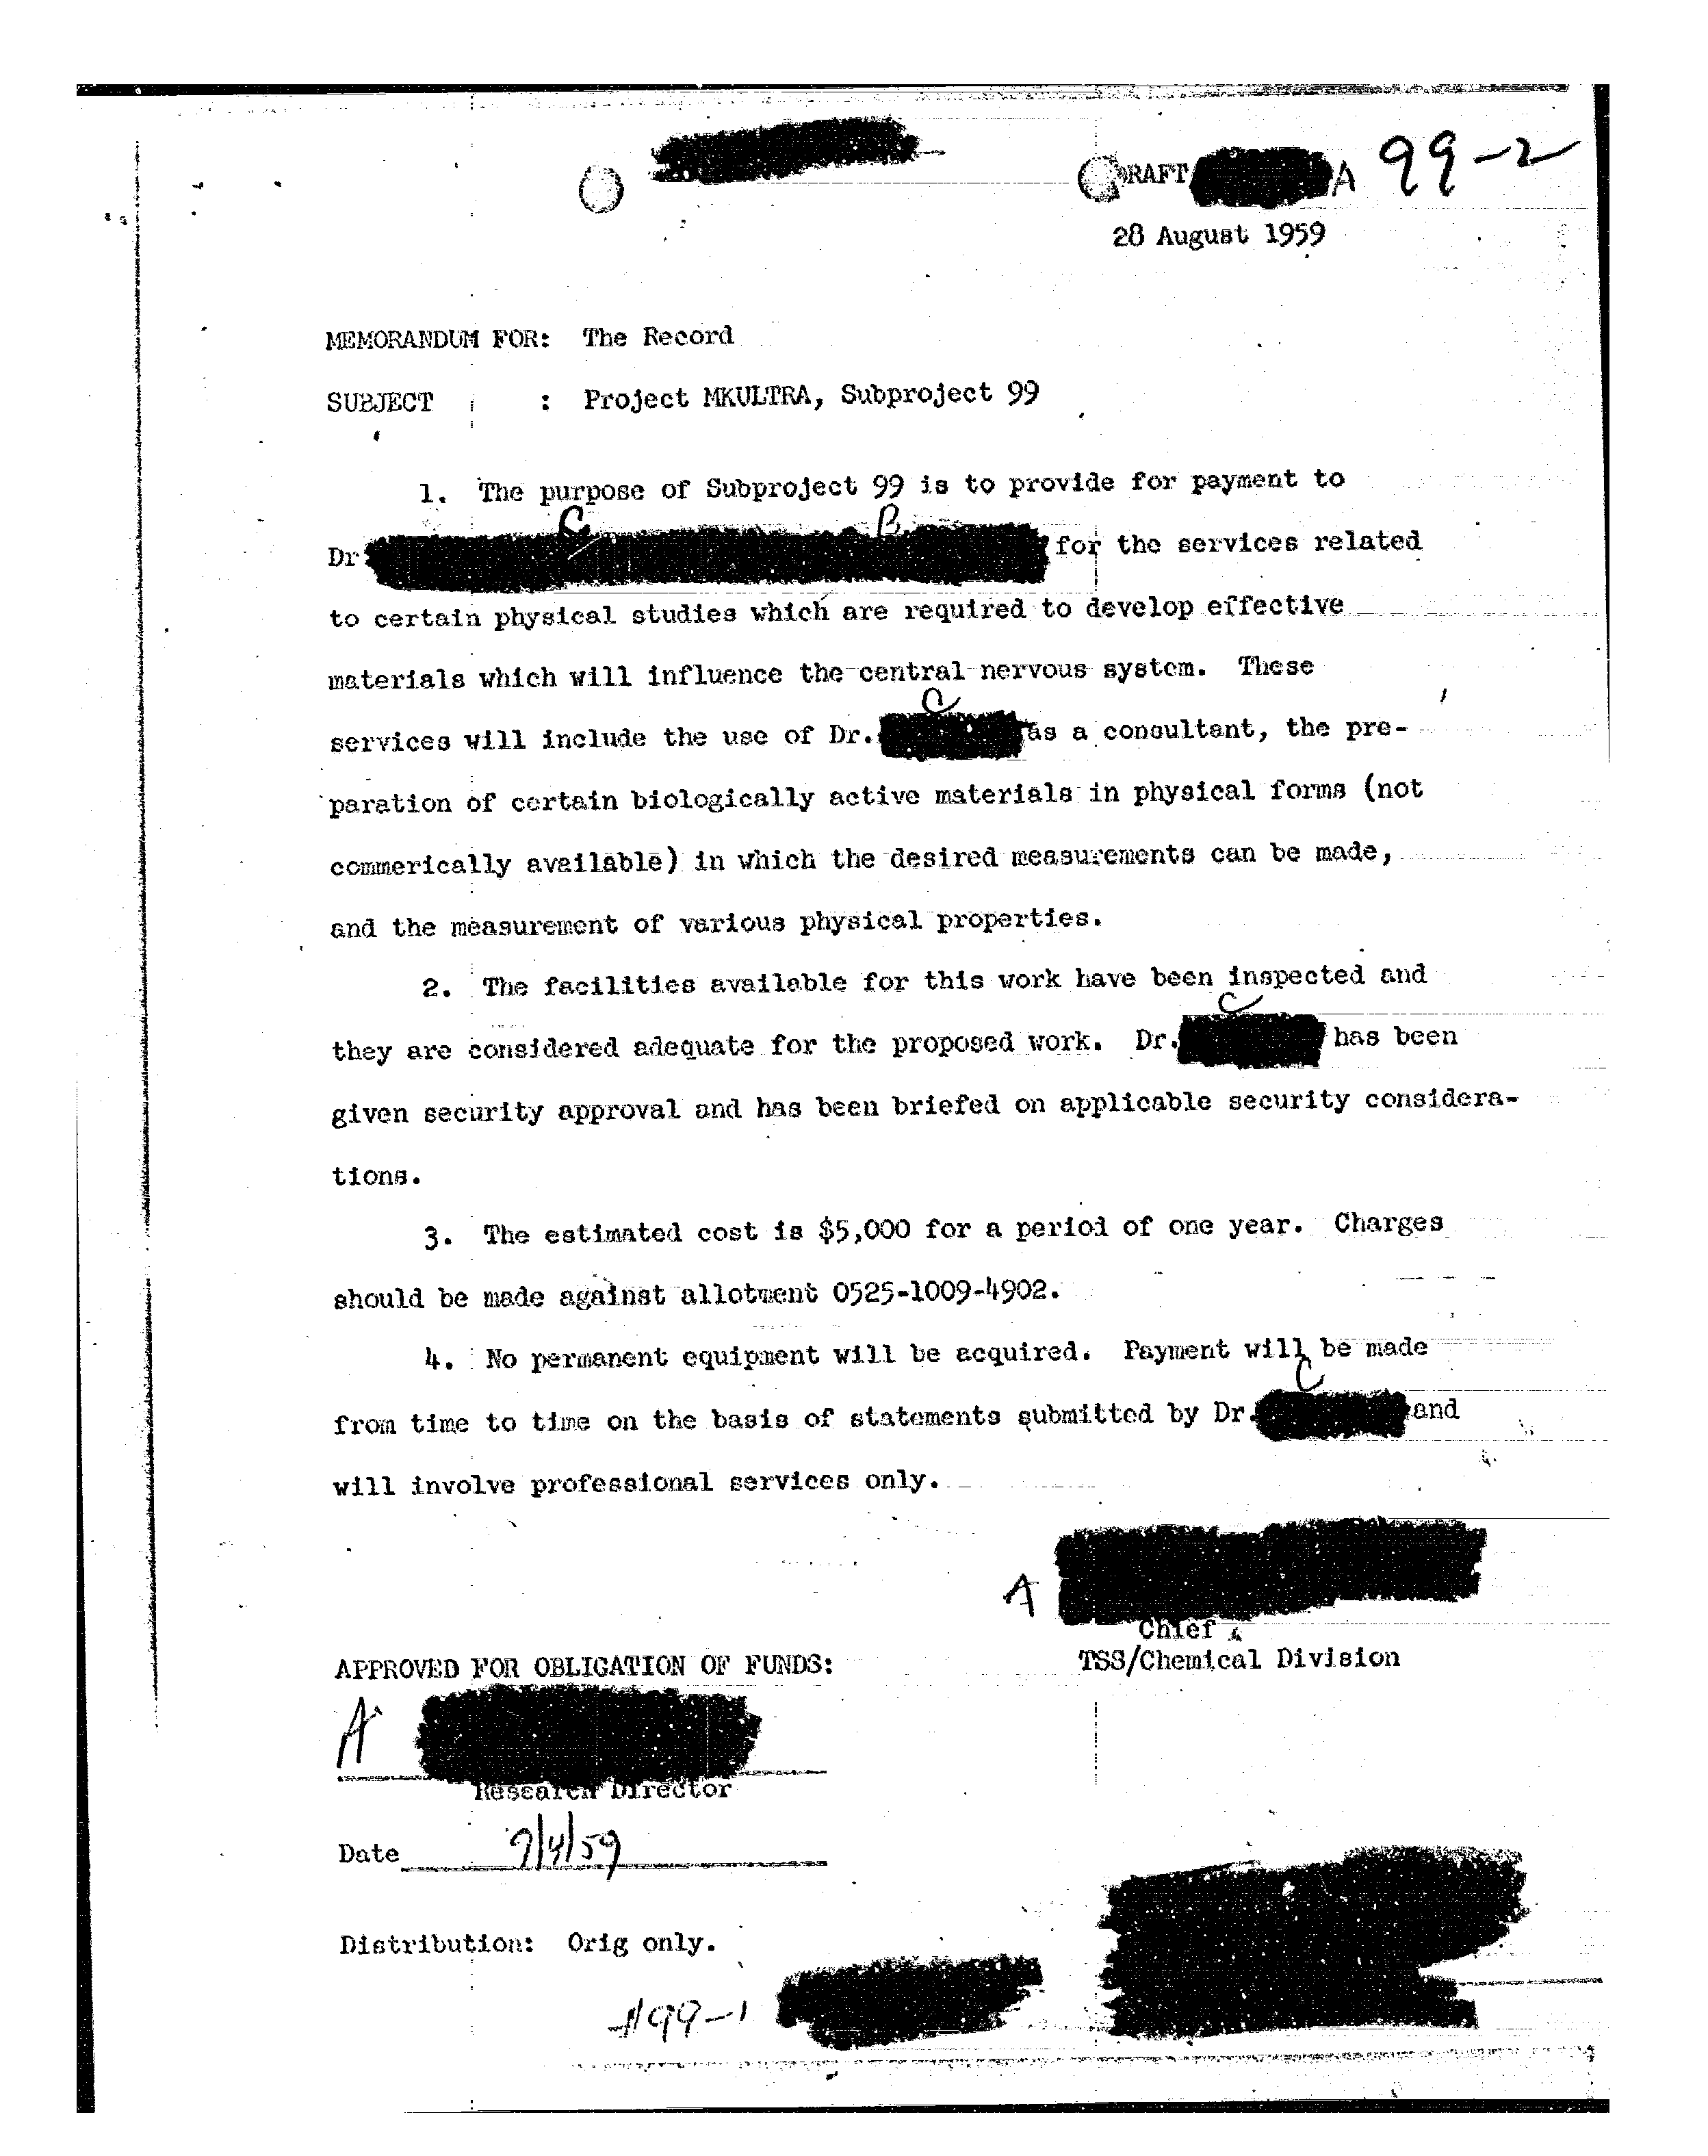 DRAFT A 99-2
28 August 1959
MEMORANDUM FOR: The Record
SUBJECT : Project MKULTRA, Subproject 99
1. The purpose of Subproject 99 is to provide for payment to
C B
Dr for the services related
to certain physical studies which are required to develop effective
materials which will influence the central nervous system. These
C
services will include the use of Dr. as a consultant, the pre-
paration of certain biologically active materials in physical forms (not
commerically available) in which the desired measurements can be made,
and the measurement of various physical properties.
2. The facilities available for this work have been inspected and
C
they are considered adequate for the proposed work. Dr. has been
given security approval and has been briefed on applicable security considera-
tions.
3. The estimated cost is $5,000 for a period of one year. Charges
should be made against allotment 0525-1009-4902.
4. No permanent equipment will be acquired. Payment will be made
C
from time to time on the basis of statements submitted by Dr. and
will involve professional services only.
A
Chief
APPROVED FOR OBLIGATION OF FUNDS: TSS/Chemical Division
A
Research Director
Date 9/4/59
Distribution: Orig only.
#99-1